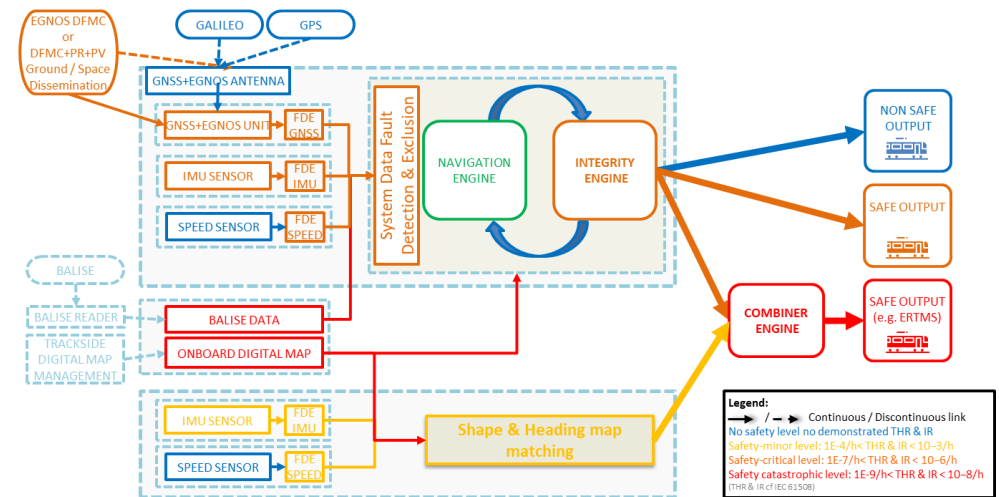 EGNOS DFMC
or
DFMC+PR+PV
Ground / Space
Dissemination
GALILEO
GPS
GNSS+EGNOS ANTENNA
GNSS+EGNOS UNIT
FDE
GNSS
IMU SENSOR
FDE
IMU
SPEED SENSOR
FDE
SPEED
System Data Fault
Detection & Exclusion
NAVIGATION
ENGINE
INTEGRITY
ENGINE
NON SAFE
OUTPUT
SAFE OUTPUT
SAFE OUTPUT
(e.g. ERTMS)
COMBINER
ENGINE
BALISE
BALISE READER
TRACKSIDE
DIGITAL MAP
MANAGEMENT
BALISE DATA
ONBOARD DIGITAL MAP
IMU SENSOR
FDE
IMU
SPEED SENSOR
FDE
SPEED
Shape & Heading map
matching
Legend:
/ Continuous / Discontinuous link
No safety level no demonstrated THR & IR
Safety-minor level: 1E-4/h< THR & IR < 10–3/h
Safety-critical level: 1E-7/h< THR & IR < 10–6/h
Safety catastrophic level: 1E-9/h< THR & IR < 10–8/h
(THR & IR cf IEC 61508)